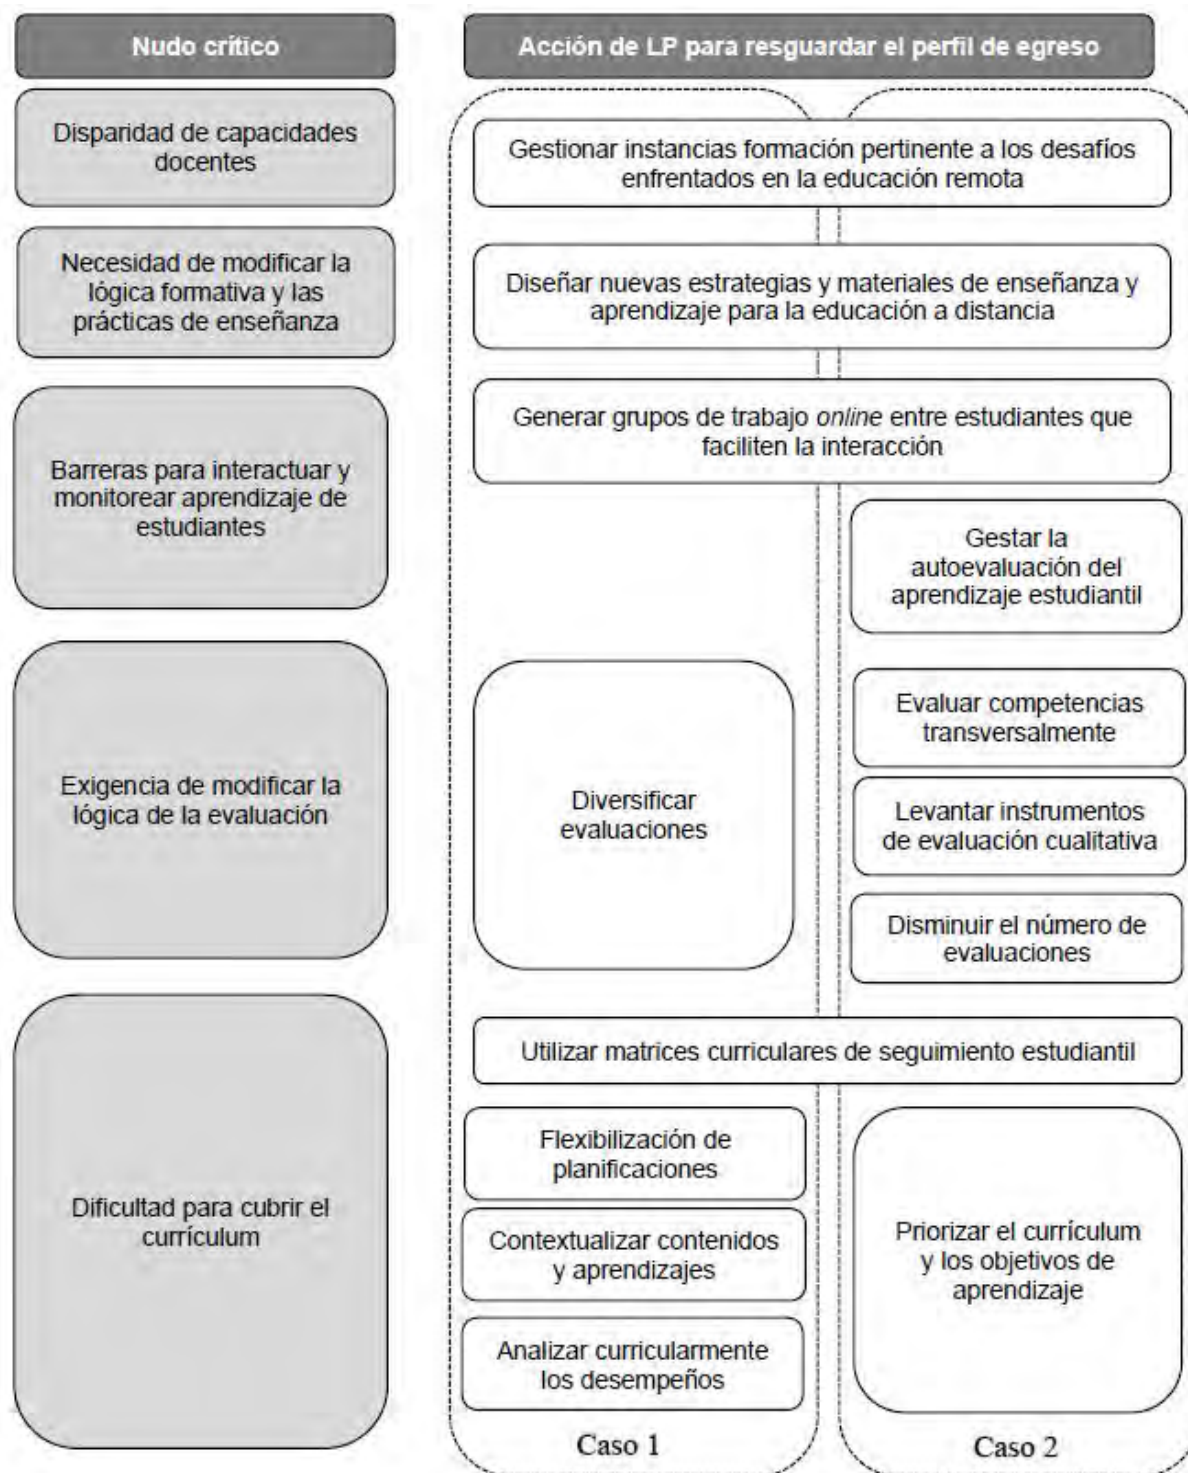 Nudo crítico
Acción de LP para resguardar el perfil de egreso
Disparidad de capacidades
docentes
Gestionar instancias formación pertinente a los desafíos
enfrentados en la educación remota
Necesidad de modificar la
lógica formativa y las
prácticas de enseñanza
Diseñar nuevas estrategias y materiales de enseñanza y
aprendizaje para la educación a distancia
Barreras para interactuar y
monitorear aprendizaje de
estudiantes
Generar grupos de trabajo online entre estudiantes que
faciliten la interacción
Gestar la
autoevaluación del
aprendizaje estudiantil
Exigencia de modificar la
lógica de la evaluación
Diversificar
evaluaciones
Evaluar competencias
transversalmente
Levantar instrumentos
de evaluación cualitativa
Disminuir el número de
evaluaciones
Dificultad para cubrir el
currículum
Utilizar matrices curriculares de seguimiento estudiantil
Flexibilización de
planificaciones
Contextualizar contenidos
y aprendizajes
Analizar curricularmente
los desempeños
Priorizar el currículum
y los objetivos de
aprendizaje
Caso 1
Caso 2